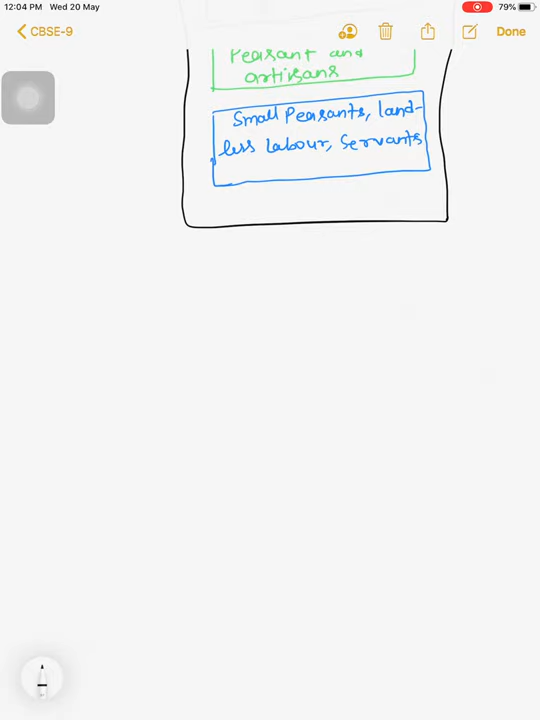 12:04 PM Wed 20 May
79%
CBSE-9
Done
Peasant and
artisans
Small Peasants, land-
less labour, Servants